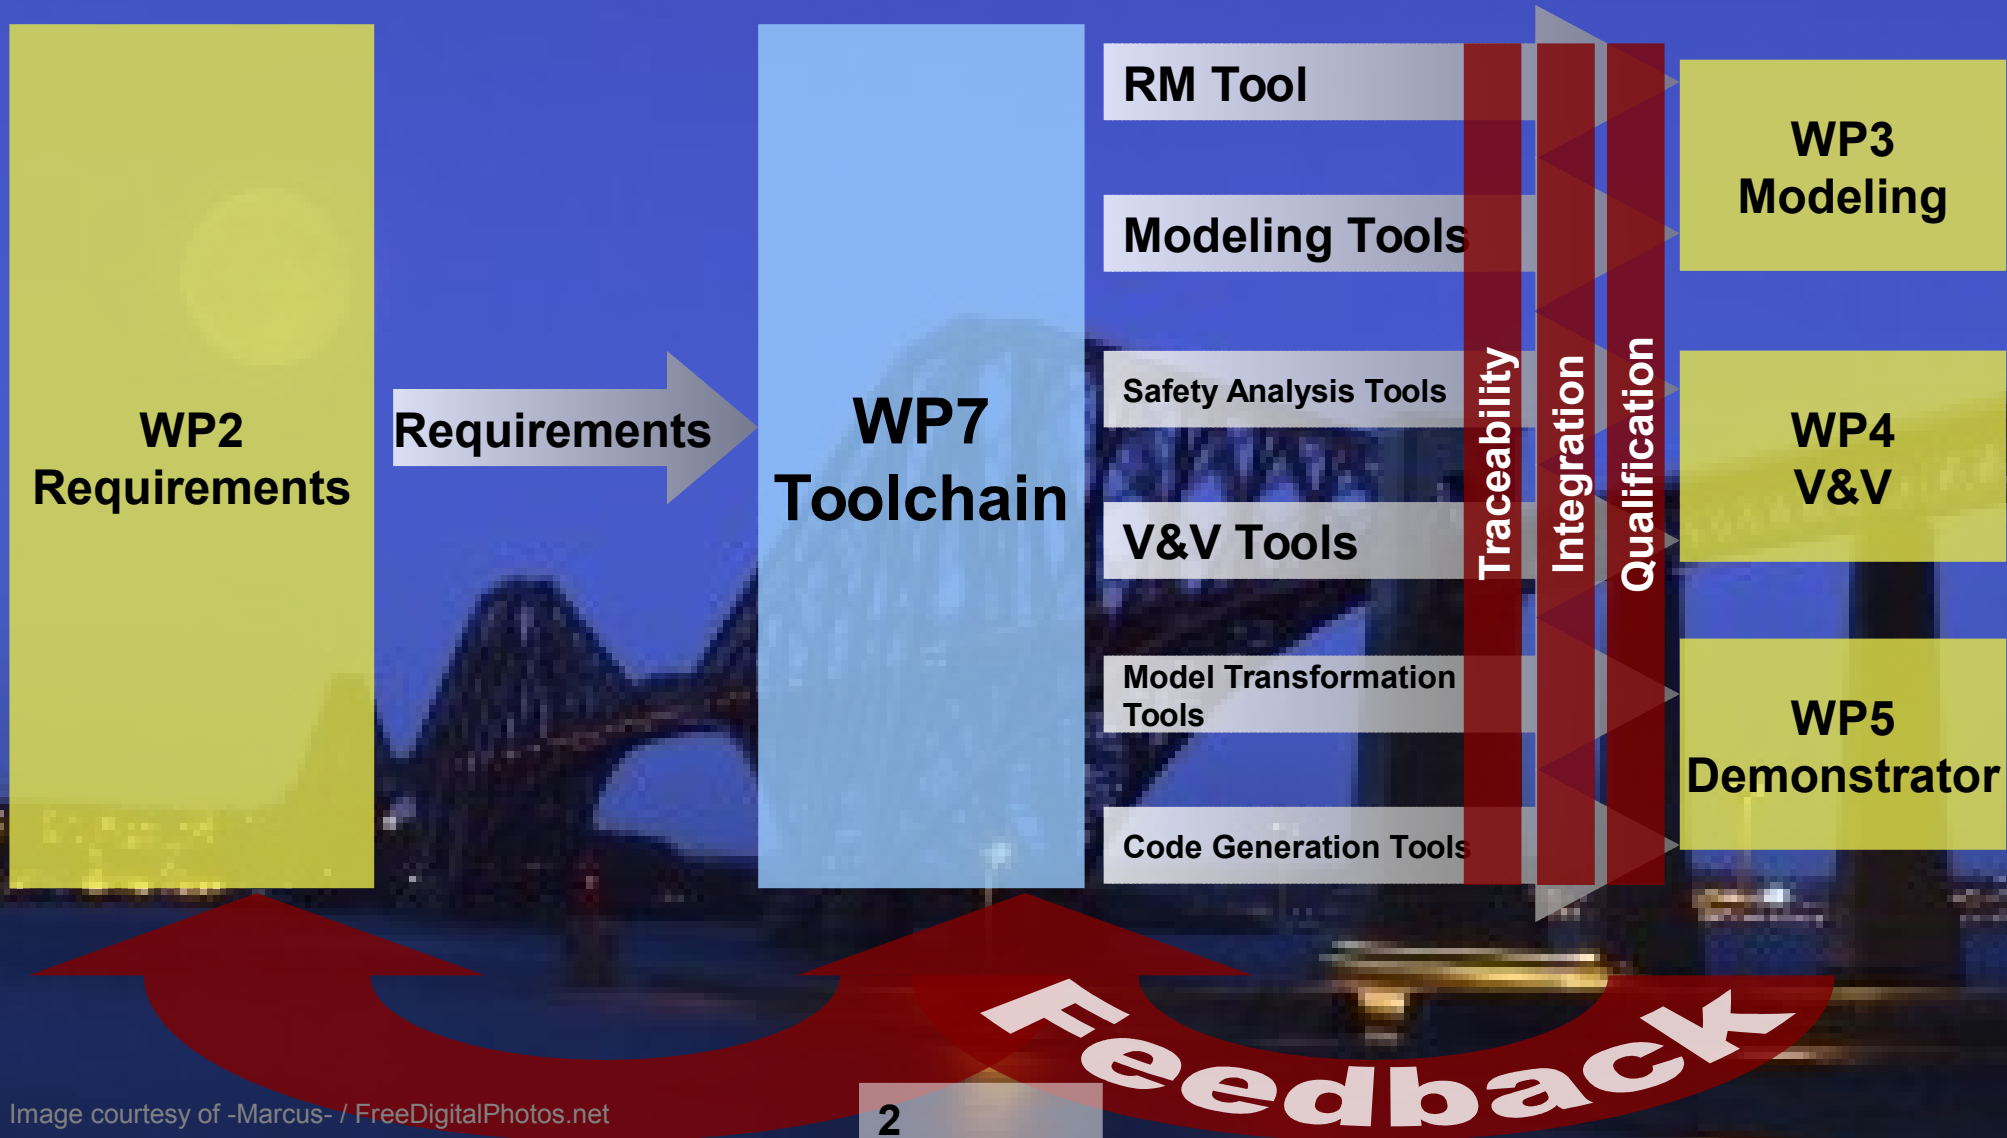 WP2
Requirements
Requirements
WP7
Toolchain
RM Tool
Modeling Tools
Safety Analysis Tools
V&V Tools
Model Transformation
Tools
Code Generation Tools
Traceability
Integration
Qualification
WP3
Modeling
WP4
V&V
WP5
Demonstrator
Feedback
Image courtesy of -Marcus- / FreeDigitalPhotos.net
2